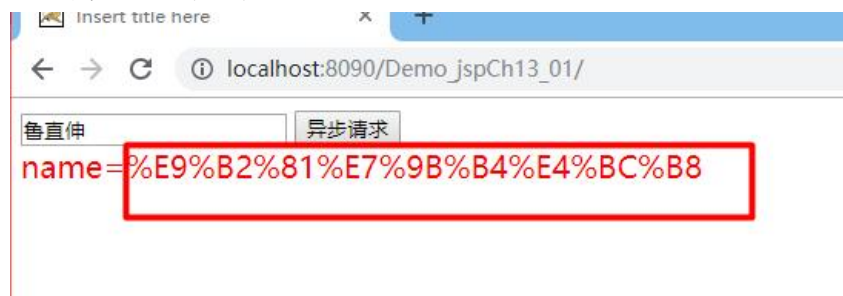 Insert title here
localhost:8090/Demo_jspCh13_01/
鲁直伸 异步请求
name=%E9%B2%81%E7%9B%B4%E4%BC%B8